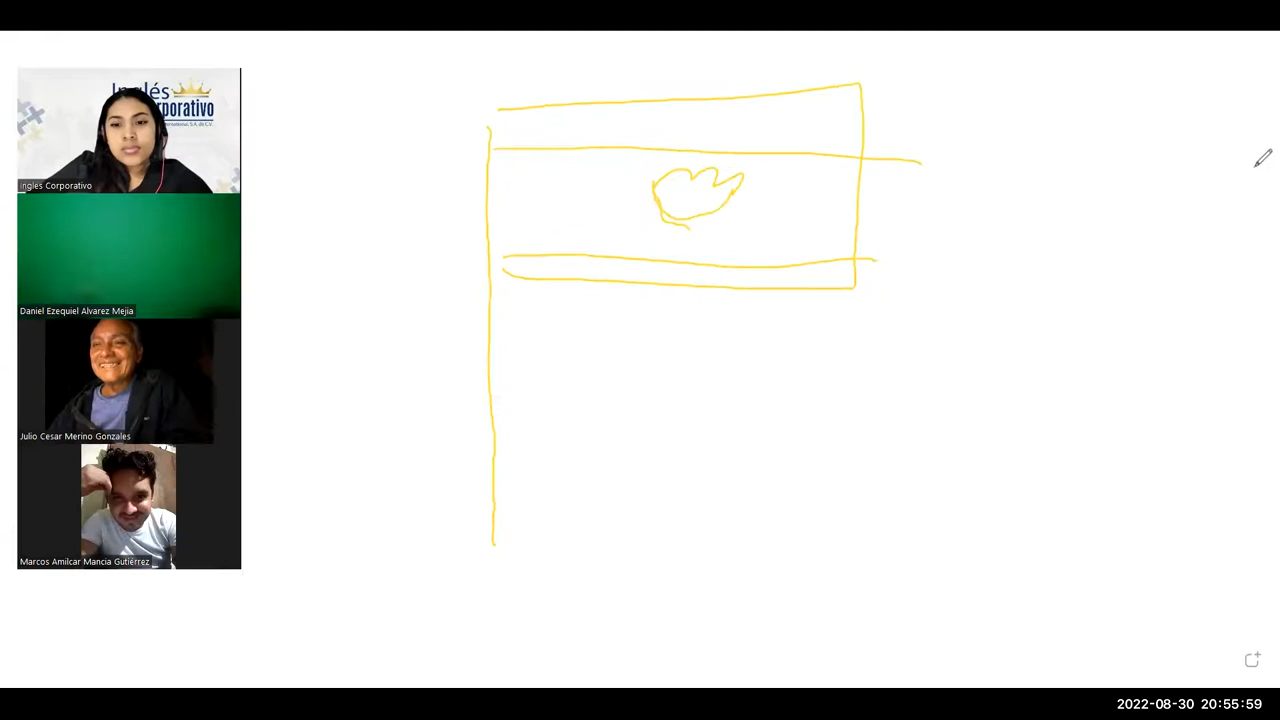 Inglés
Corporativo
Ingles Corporativo
Daniel Ezequiel Alvarez Mejia
Julio Cesar Merino Gonzales
Marcos Amilcar Mancia Gutiérrez
2022-08-30 20:55:59